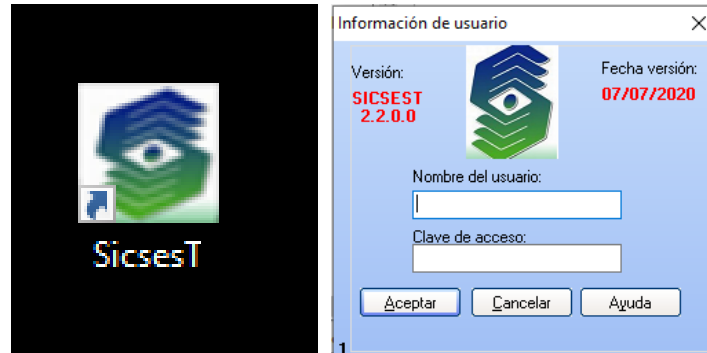 SicsesT
Información de usuario
Versión:
SICSEST
2.2.0.0
Fecha versión:
07/07/2020
Nombre del usuario:
Clave de acceso:
Aceptar
Cancelar
Ayuda
1